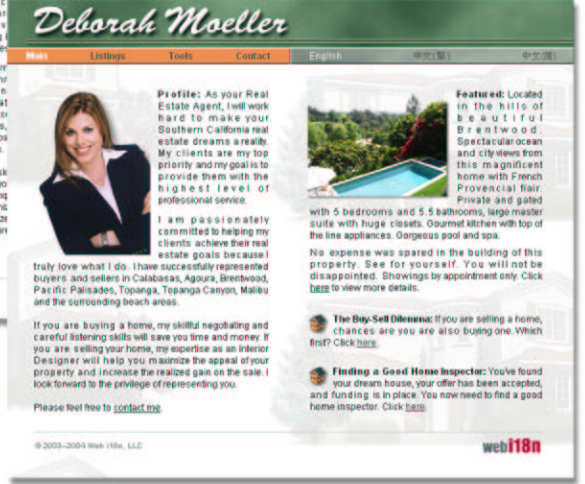 Deborah Moeller
Main Listings Tools Contact English 中文(繁) 中文(简)
Profile: As your Real
Estate Agent, I will work
hard to make your
Southern California real
estate dreams a reality.
My clients are my top
priority and my goal is to
provide them with the
highest level of
professional service.
I am passionately
committed to helping my
clients achieve their real
estate goals because I
truly love what I do. I have successfully represented
buyers and sellers in Calabasas, Agoura, Brentwood,
Pacific Palisades, Topanga, Topanga Canyon, Malibu
and the surrounding beach areas.
If you are buying a home, my skillful negotiating and
careful listening skills will save you time and money. If
you are selling your home, my expertise as an Interior
Designer will help you maximize the appeal of your
property and increase the realized gain on the sale. I
look forward to the privilege of representing you.
Please feel free to contact me.
Featured: Located
in the hills of
beautiful
Brentwood.
Spectacular ocean
and city views from
this magnificent
home with French
Provencial flair.
Private and gated
with 5 bedrooms and 5.5 bathrooms, large master
suite with huge closets. Gourmet kitchen with top of
the line appliances. Gorgeous pool and spa.
No expense was spared in the building of this
property. See for yourself. You will not be
disappointed. Showings by appointment only. Click
here to view more details.
The Buy-Sell Dilemma: If you are selling a home,
chances are you are also buying one. Which
first? Click here.
Finding a Good Home Inspector: You've found
your dream house, your offer has been accepted,
and funding is in place. You now need to find a good
home inspector. Click here.
© 2003-2004 Web i18n, LLC
webi18n